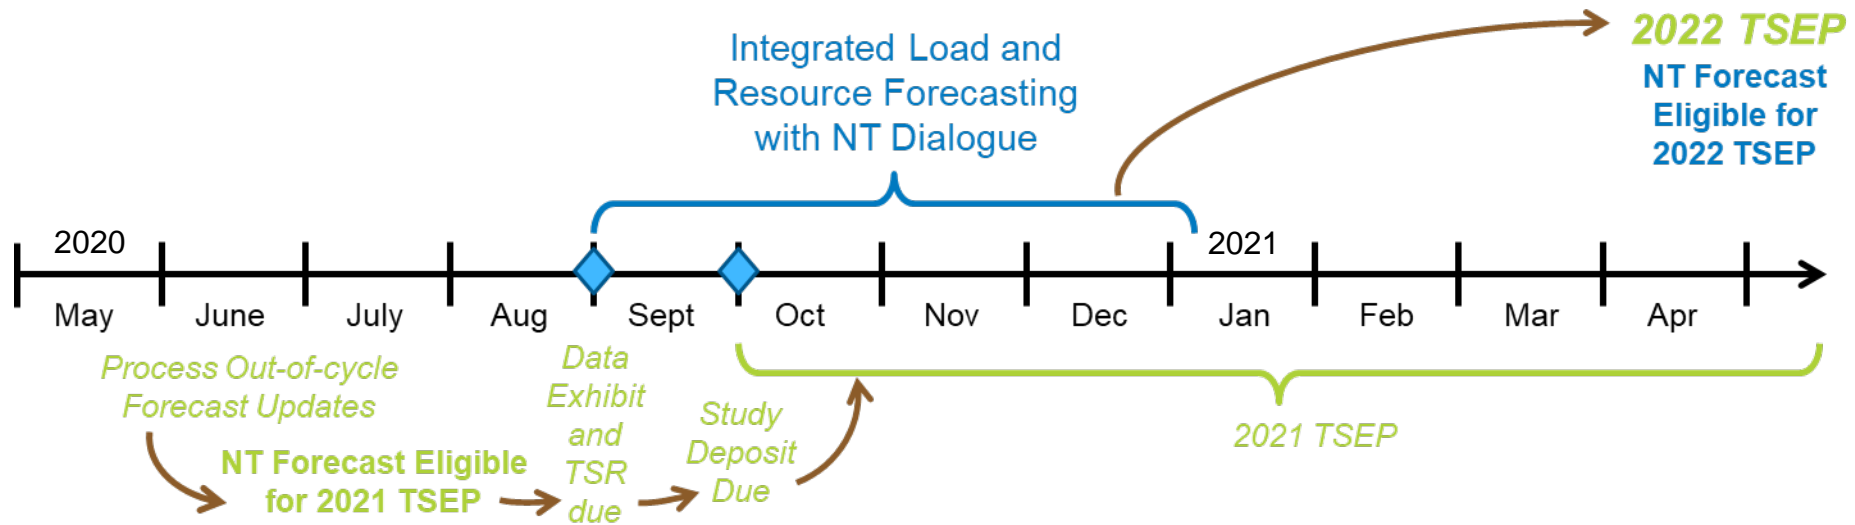 2022 TSEP
NT Forecast
Eligible for
2022 TSEP
Integrated Load and
Resource Forecasting
with NT Dialogue
2020
2021
May
June
July
Aug
Sept
Oct
Nov
Dec
Jan
Feb
Mar
Apr
Process Out-of-cycle
Forecast Updates
NT Forecast Eligible
for 2021 TSEP
Data
Exhibit
and
TSR
due
Study
Deposit
Due
2021 TSEP